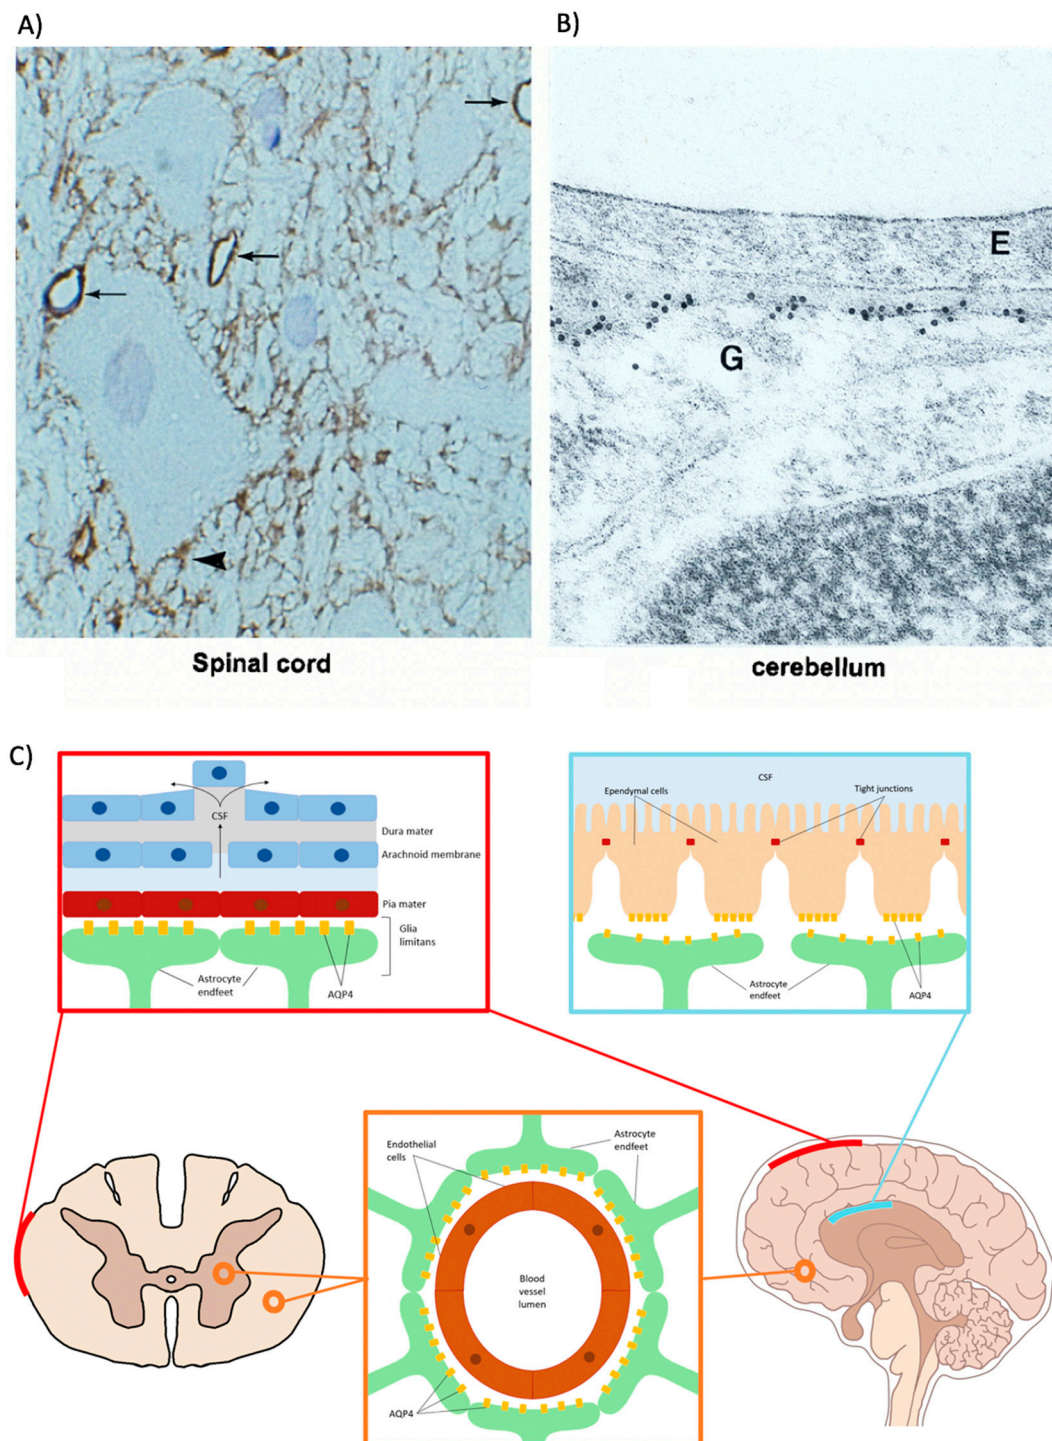 A)
B)
E
G
Spinal cord
cerebellum
C)
CSF
Dura mater
Arachnoid membrane
Pia mater
Glia
limitans
Astrocyte
endfeet
AQP4
CSF
Ependymal cells
Tight junctions
Astrocyte
endfeet
AQP4
Endothelial
cells
Astrocyte
endfeet
Blood
vessel
lumen
AQP4